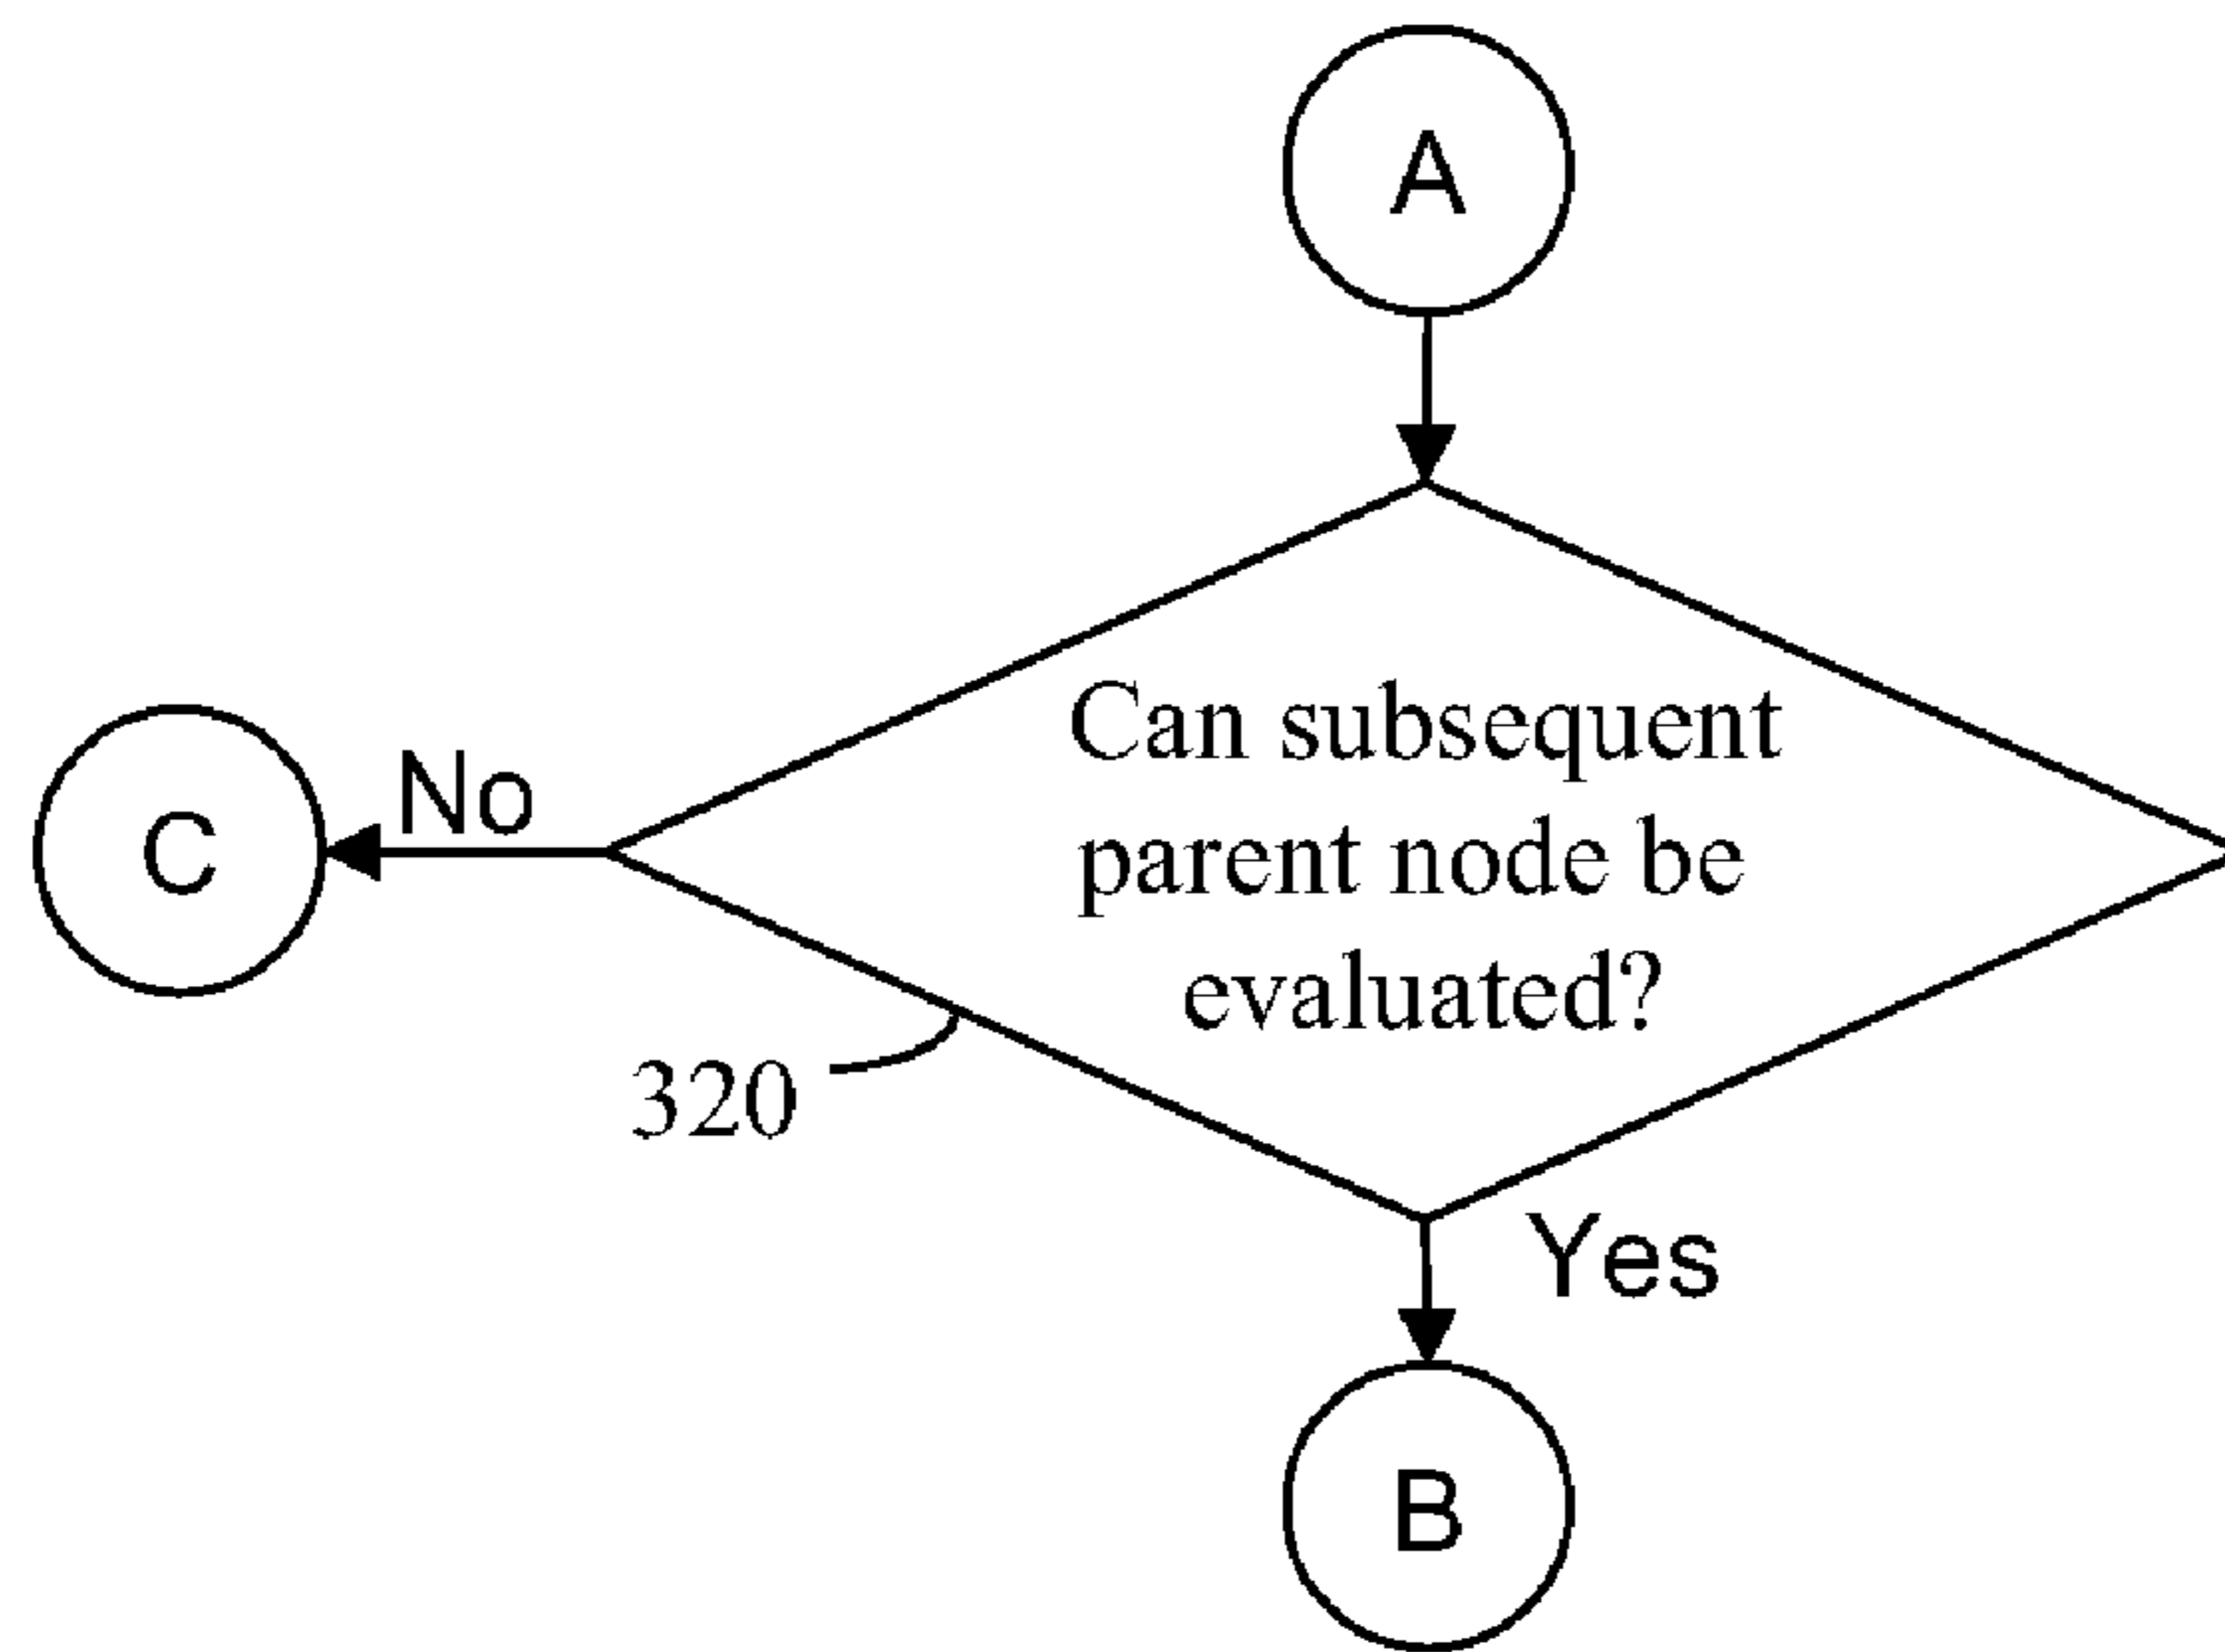 A
Can subsequent
parent node be
evaluated?
No
C
320
Yes
B